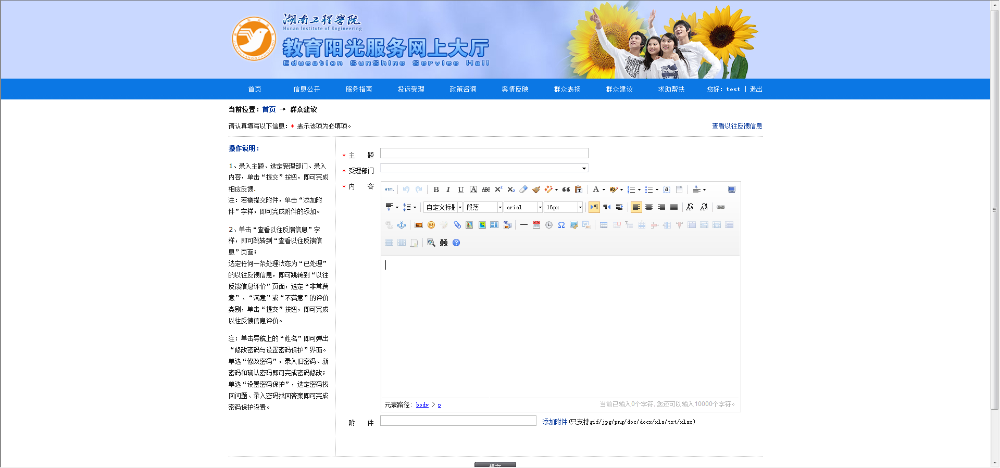 湖南工程学院
Hunan Institute of Engineering
教育阳光服务网上大厅
Education SunShine Service Hall
首页 信息公开 服务指南 投诉受理 政策咨询 舆情反映 群众表扬 群众建议 求助帮扶 您好：test | 退出
当前位置：首页 → 群众建议
请认真填写以下信息：* 表示该项为必填项。 查看以往反馈信息
操作说明：
1、录入主题、选定受理部门、录入
内容，单击“提交”按钮，即可完成
相应反馈.
注：若需提交附件，单击“添加附
件”字样，即可完成附件的添加。
2、单击“查看以往反馈信息”字
样，即可跳转到“查看以往反馈信
息”页面；
选定任何一条处理状态为“已处理”
的以往反馈信息，即可跳转到“以往
反馈信息评价”页面，选定“非常满
意”、“满意”或“不满意”的评价
类别，单击“提交”按钮，即可完成
以往反馈信息评价。
注：单击导航上的“姓名”即可弹出
“修改密码与设置密码保护”界面。
单选“修改密码”，录入旧密码、新
密码和确认密码即可完成密码修改；
单选“设置密码保护”，选定密码找
回问题、录入密码找回答案即可完成
密码保护设置。
* 主 题
* 受理部门
* 内 容
HTML B I U A ABC X² X₂ A ab
自定义标题 段落 arial 16px
元素路径： body > p 当前已输入0个字符,您还可以输入10000个字符。
附 件 添加附件(只支持gif/jpg/png/doc/docx/xls/txt/xlsx)
提交